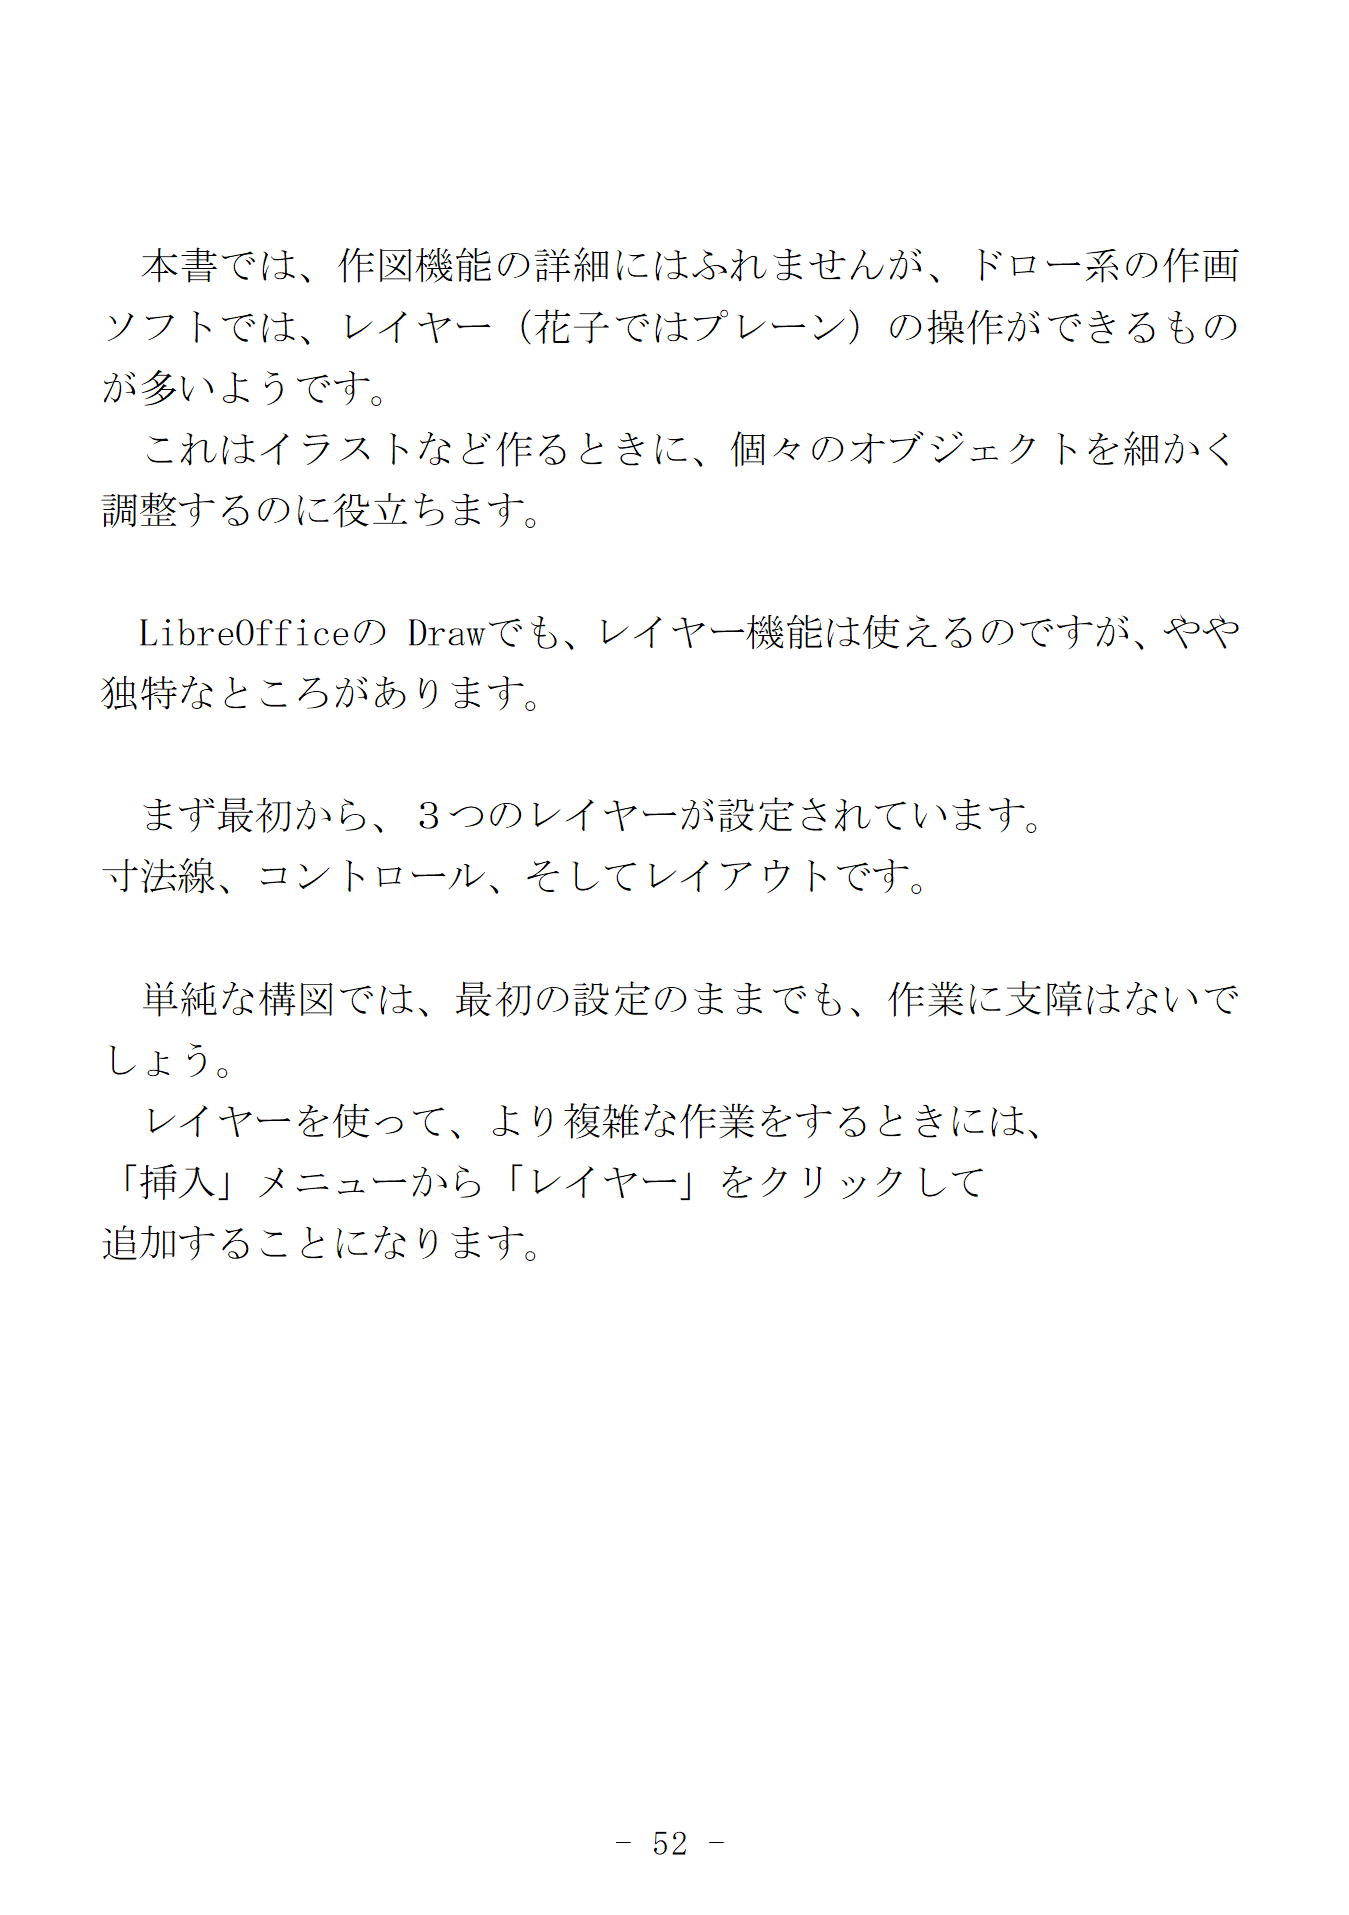 本書では、作図機能の詳細にはふれませんが、ドロー系の作画
ソフトでは、レイヤー（花子ではプレーン）の操作ができるもの
が多いようです。
これはイラストなど作るときに、個々のオブジェクトを細かく
調整するのに役立ちます。
LibreOfficeの Drawでも、レイヤー機能は使えるのですが、やや
独特なところがあります。
まず最初から、３つのレイヤーが設定されています。
寸法線、コントロール、そしてレイアウトです。
単純な構図では、最初の設定のままでも、作業に支障はないで
しょう。
レイヤーを使って、より複雑な作業をするときには、
「挿入」メニューから「レイヤー」をクリックして
追加することになります。
- 52 -